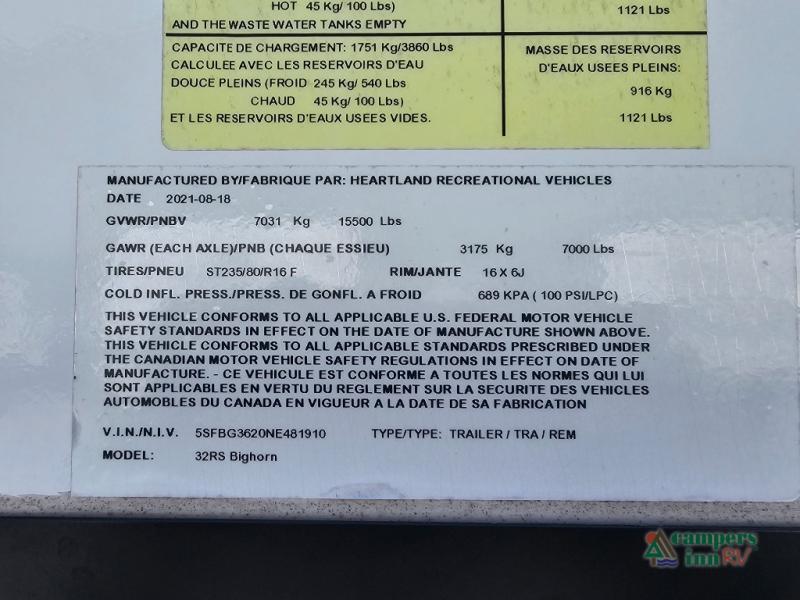 HOT 45 Kg/ 100 Lbs)
AND THE WASTE WATER TANKS EMPTY
1121 Lbs
CAPACITE DE CHARGEMENT: 1751 Kg/3860 Lbs
CALCULEE AVEC LES RESERVOIRS D'EAU
DOUCE PLEINS (FROID 245 Kg/ 540 Lbs
CHAUD 45 Kg/ 100 Lbs)
ET LES RESERVOIRS D'EAUX USEES VIDES.
MASSE DES RESERVOIRS
D'EAUX USEES PLEINS:
916 Kg
1121 Lbs
MANUFACTURED BY/FABRIQUE PAR: HEARTLAND RECREATIONAL VEHICLES
DATE 2021-08-18
GVWR/PNBV 7031 Kg 15500 Lbs
GAWR (EACH AXLE)/PNB (CHAQUE ESSIEU) 3175 Kg 7000 Lbs
TIRES/PNEU ST235/80/R16 F RIM/JANTE 16 X 6J
COLD INFL. PRESS./PRESS. DE GONFL. A FROID 689 KPA ( 100 PSI/LPC)
THIS VEHICLE CONFORMS TO ALL APPLICABLE U.S. FEDERAL MOTOR VEHICLE
SAFETY STANDARDS IN EFFECT ON THE DATE OF MANUFACTURE SHOWN ABOVE.
THIS VEHICLE CONFORMS TO ALL APPLICABLE STANDARDS PRESCRIBED UNDER
THE CANADIAN MOTOR VEHICLE SAFETY REGULATIONS IN EFFECT ON DATE OF
MANUFACTURE. - CE VEHICULE EST CONFORME A TOUTES LES NORMES QUI LUI
SONT APPLICABLES EN VERTU DU REGLEMENT SUR LA SECURITE DES VEHICLES
AUTOMOBILES DU CANADA EN VIGUEUR A LA DATE DE SA FABRICATION
V.I.N./N.I.V. 5SFBG3620NE481910 TYPE/TYPE: TRAILER / TRA / REM
MODEL: 32RS Bighorn
campers
inn RV